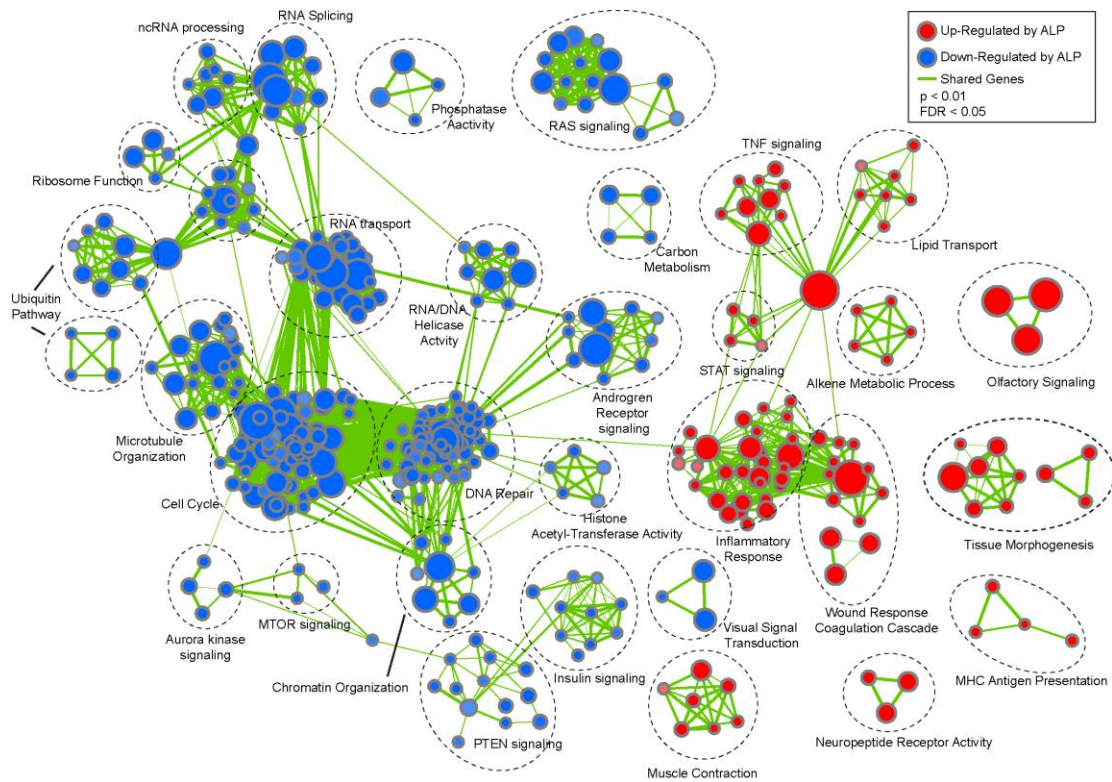 RNA Splicing
ncRNA processing
Phosphatase
Aactivity
RAS signaling
Up-Regulated by ALP
Down-Regulated by ALP
Shared Genes
p < 0.01
FDR < 0.05
TNF signaling
Ribosome Function
RNA transport
Carbon
Metabolism
Lipid Transport
Ubiquitin
Pathway
RNA/DNA
Helicase
Activty
STAT signaling
Alkene Metabolic Process
Olfactory Signaling
Androgren
Receptor
signaling
Microtubule
Organization
Cell Cycle
DNA Repair
Histone
Acetyl-Transferase Activity
Inflammatory
Response
Tissue Morphogenesis
Wound Response
Coagulation Cascade
Aurora kinase
signaling
MTOR signaling
Visual Signal
Transduction
Chromatin Organization
Insulin signaling
MHC Antigen Presentation
PTEN signaling
Muscle Contraction
Neuropeptide Receptor Activity